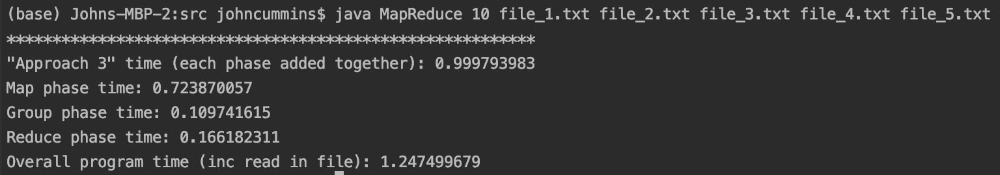 (base) Johns-MBP-2:src johncummins$ java MapReduce 10 file_1.txt file_2.txt file_3.txt file_4.txt file_5.txt
**********************************************************
"Approach 3" time (each phase added together): 0.999793983
Map phase time: 0.723870057
Group phase time: 0.109741615
Reduce phase time: 0.166182311
Overall program time (inc read in file): 1.247499679